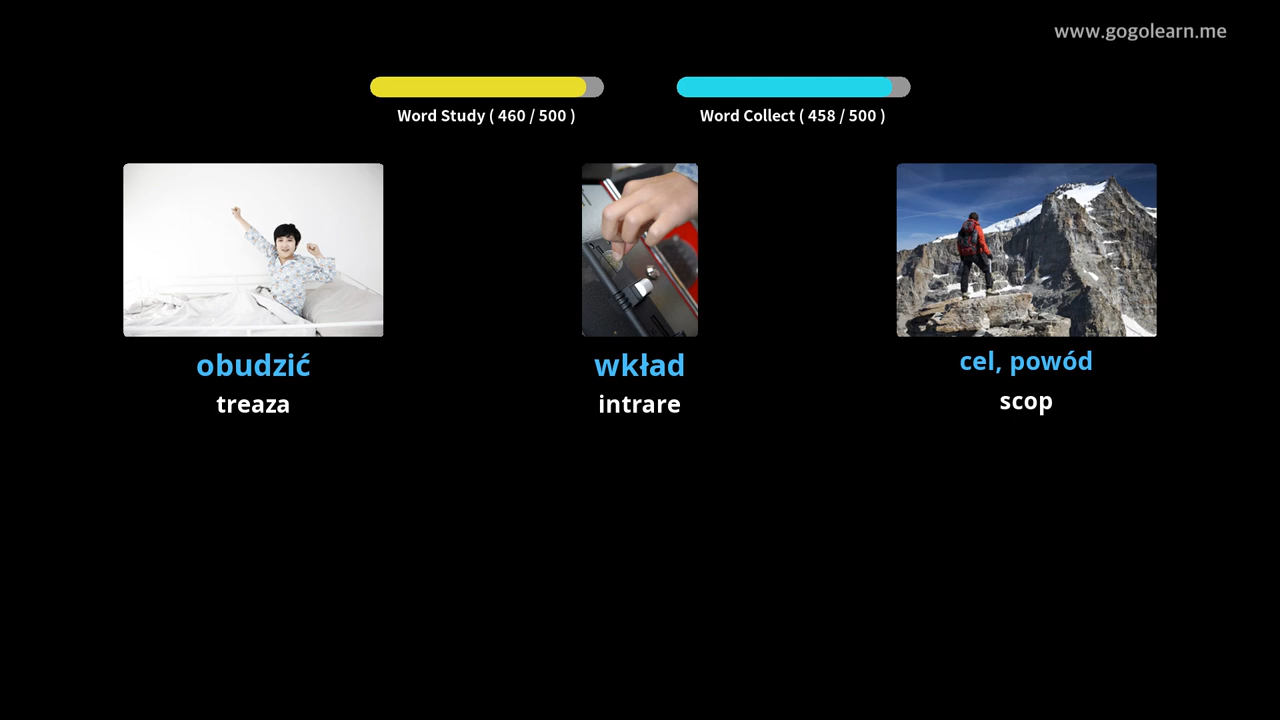 www.gogolearn.me
Word Study ( 460 / 500 )
Word Collect ( 458 / 500 )
obudzić
treaza
wkład
intrare
cel, powód
scop